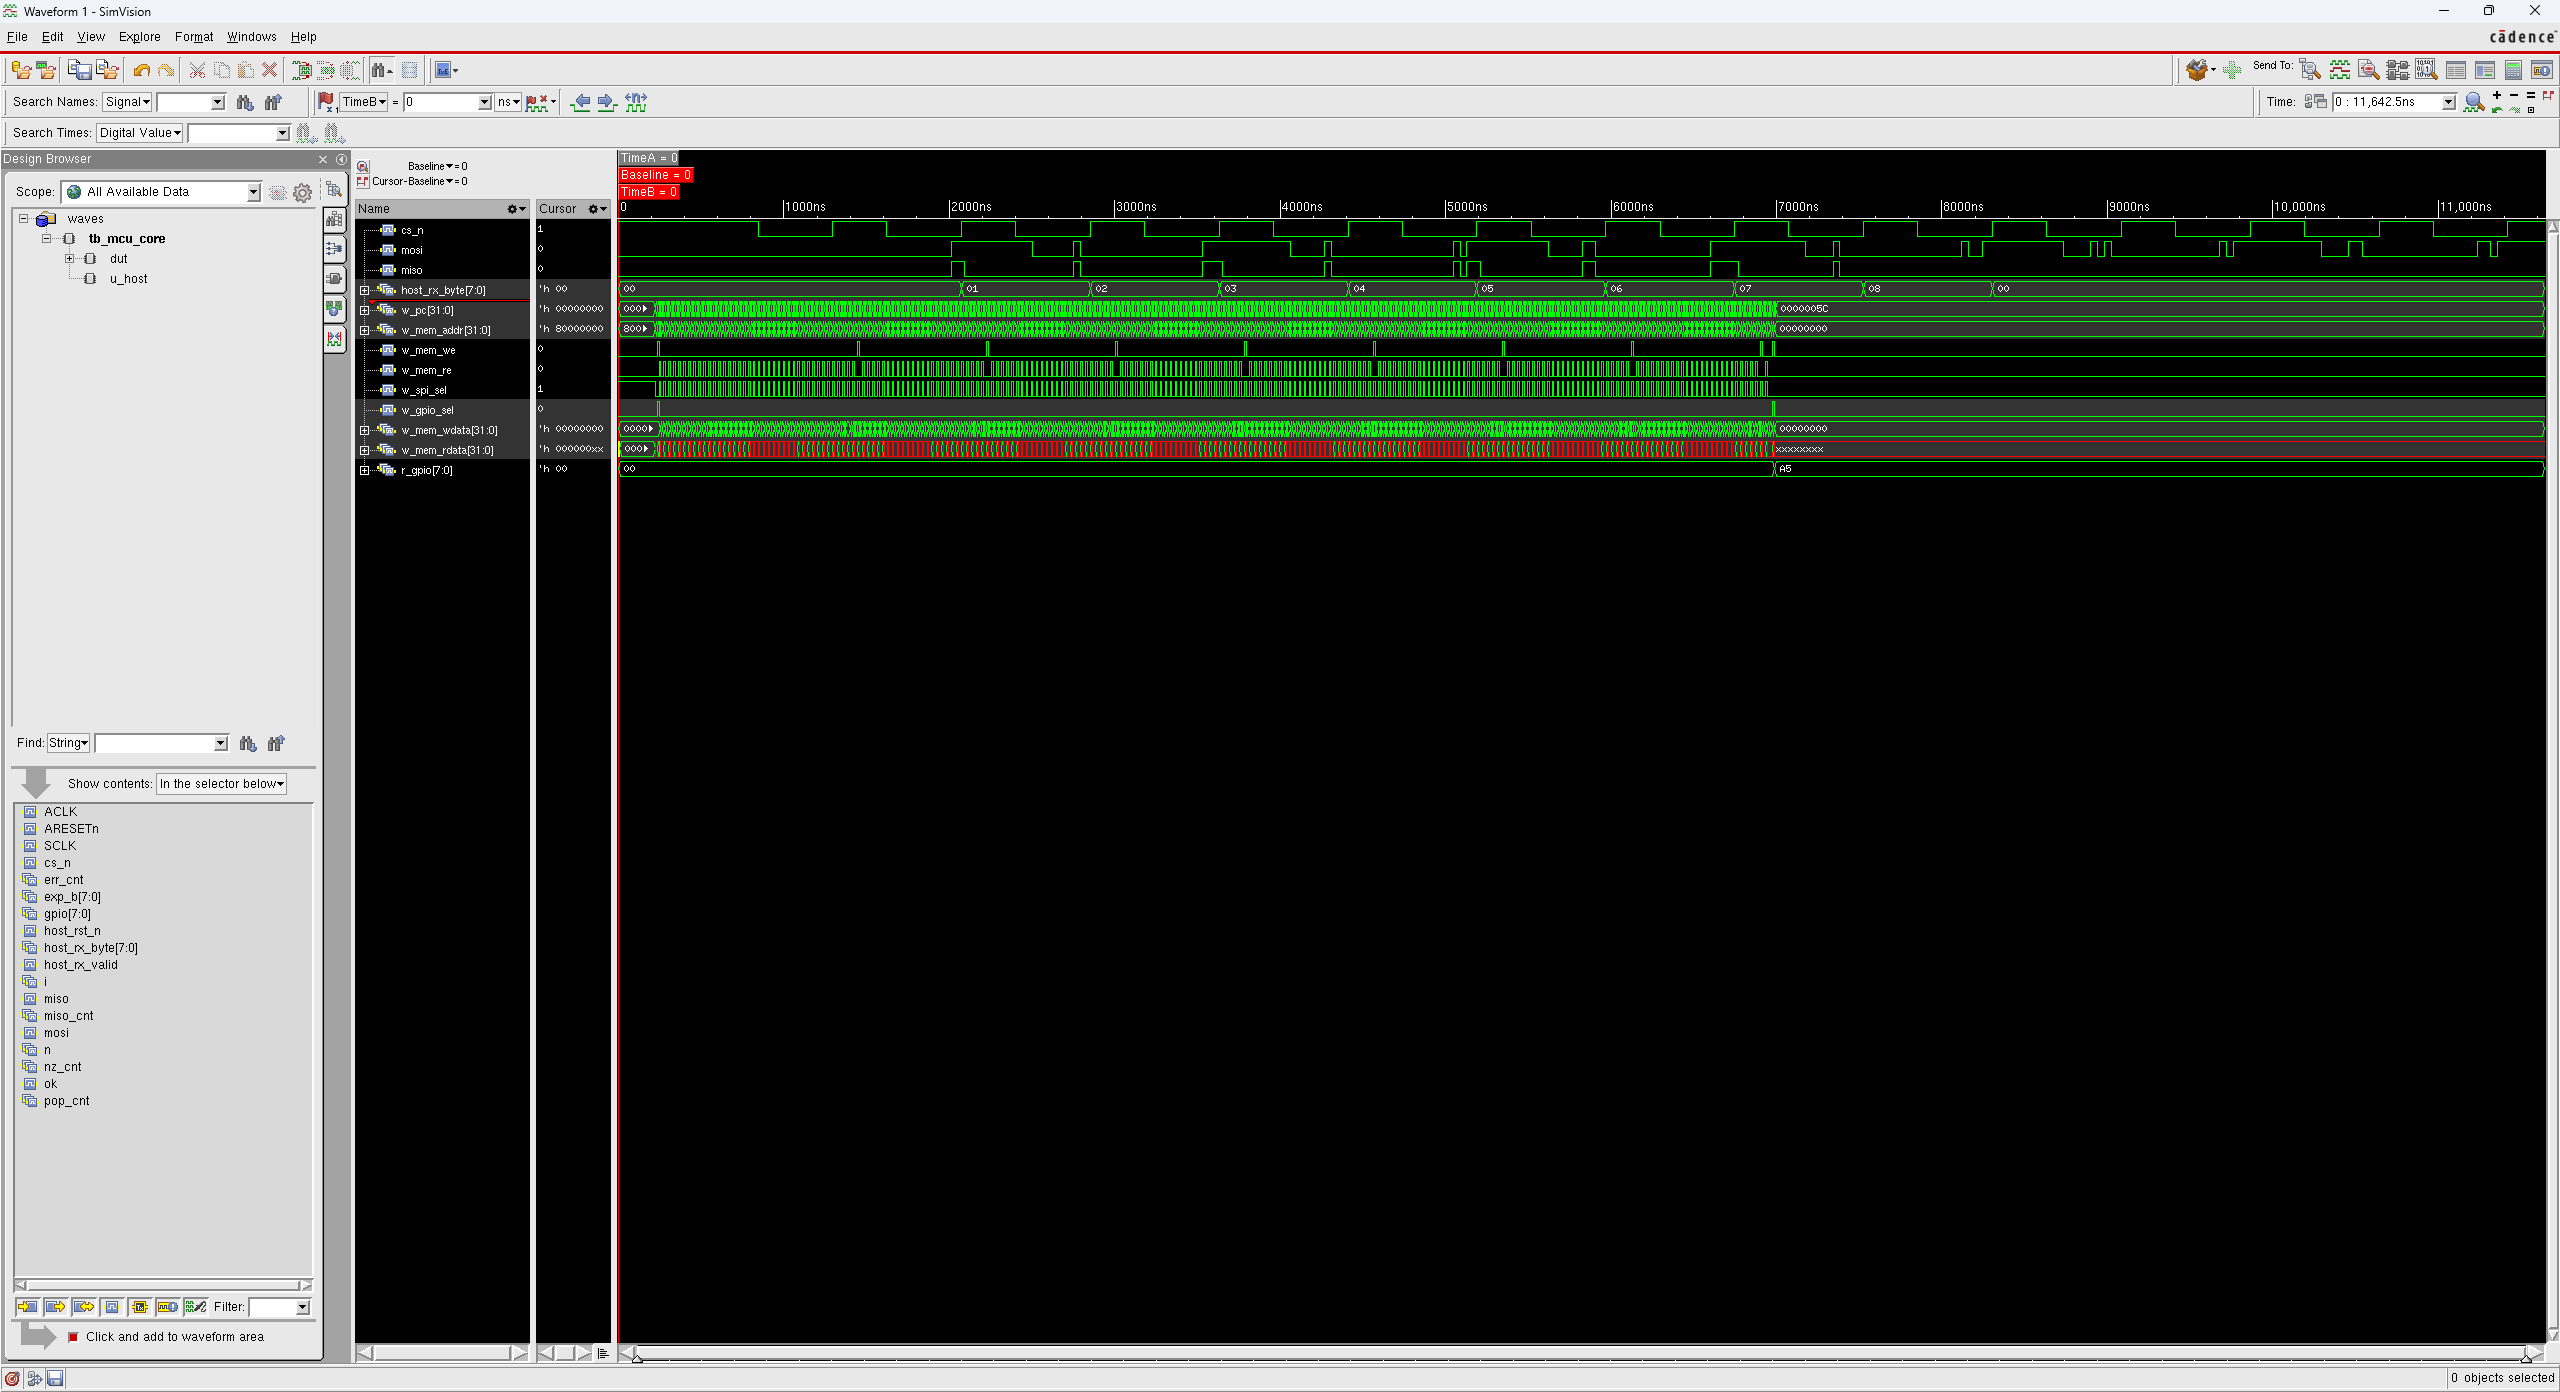 Waveform 1 - SimVision
File Edit View Explore Format Windows Help
cādence
Send To:
Search Names: Signal TimeB = 0 ns
Time: 0 : 11,642.5ns
Search Times: Digital Value
Design Browser
Scope: All Available Data
waves
tb_mcu_core
dut
u_host
Find: String
Show contents: In the selector below
ACLK
ARESETn
SCLK
cs_n
err_cnt
exp_b[7:0]
gpio[7:0]
host_rst_n
host_rx_byte[7:0]
host_rx_valid
i
miso
miso_cnt
mosi
n
nz_cnt
ok
pop_cnt
Filter:
Click and add to waveform area
Baseline = 0
Cursor-Baseline = 0
TimeA = 0
Baseline = 0
TimeB = 0
Name Cursor 0 1000ns 2000ns 3000ns 4000ns 5000ns 6000ns 7000ns 8000ns 9000ns 10,000ns 11,000ns
cs_n 1
mosi 0
miso 0
host_rx_byte[7:0] 'h 00 00 01 02 03 04 05 06 07 08 00
w_pc[31:0] 'h 00000000 000 0000005C
w_mem_addr[31:0] 'h 80000000 800 00000000
w_mem_we 0
w_mem_re 0
w_spi_sel 1
w_gpio_sel 0
w_mem_wdata[31:0] 'h 00000000 0000 00000000
w_mem_rdata[31:0] 'h 000000xx 000 xxxxxxxx
r_gpio[7:0] 'h 00 00 A5
0 objects selected